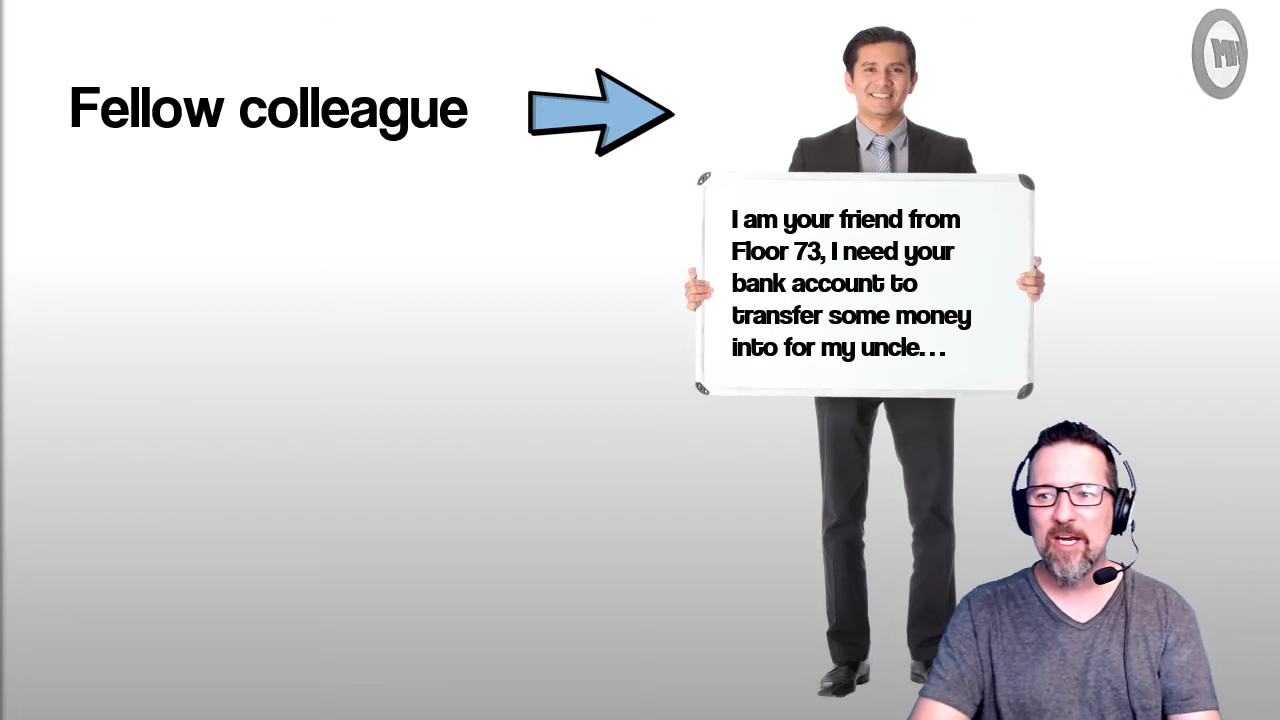 Fellow colleague
MH
I am your friend from
Floor 73, I need your
bank account to
transfer some money
into for my uncle...